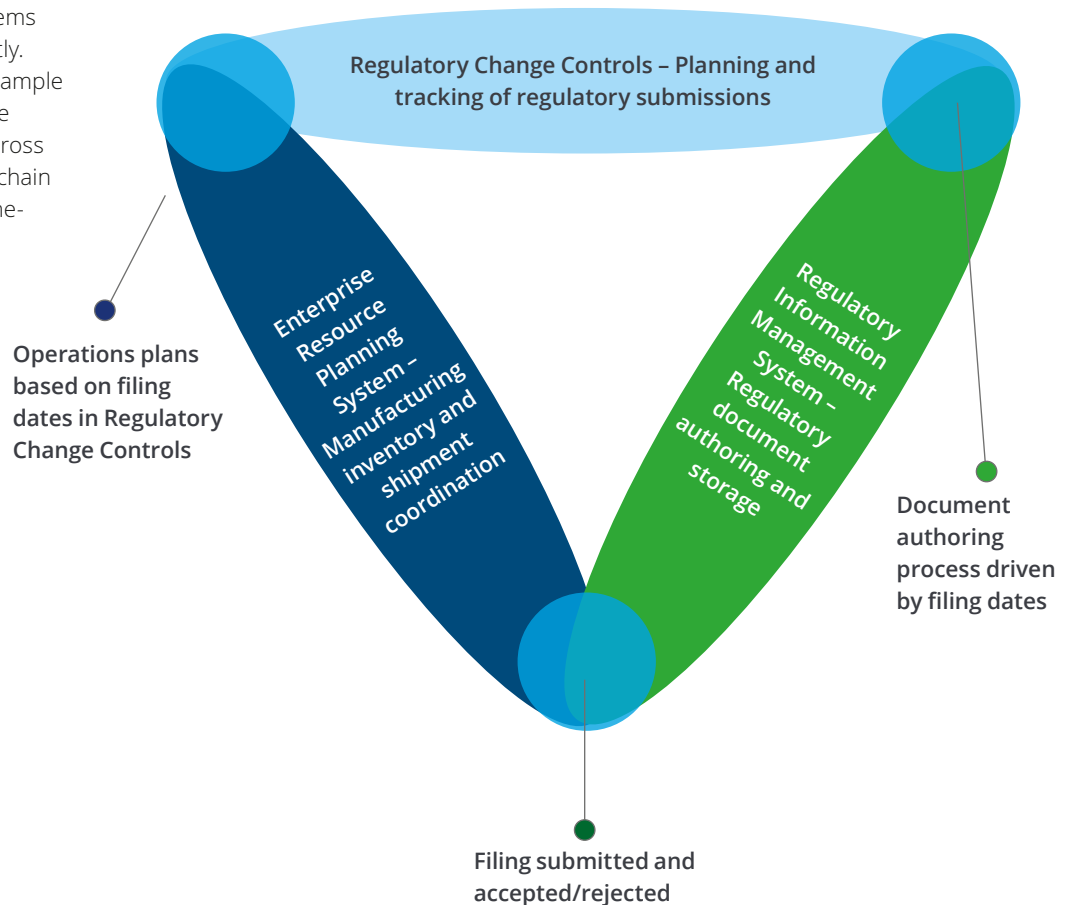 ems
tly.
ample
e
ross
chain
ne-
Regulatory Change Controls – Planning and
tracking of regulatory submissions
Enterprise
Resource
Planning
System –
Manufacturing
inventory and
shipment
coordination
Regulatory
Information
Management
System –
Regulatory
document
authoring and
storage
Operations plans
based on filing
dates in Regulatory
Change Controls
Document
authoring
process driven
by filing dates
Filing submitted and
accepted/rejected